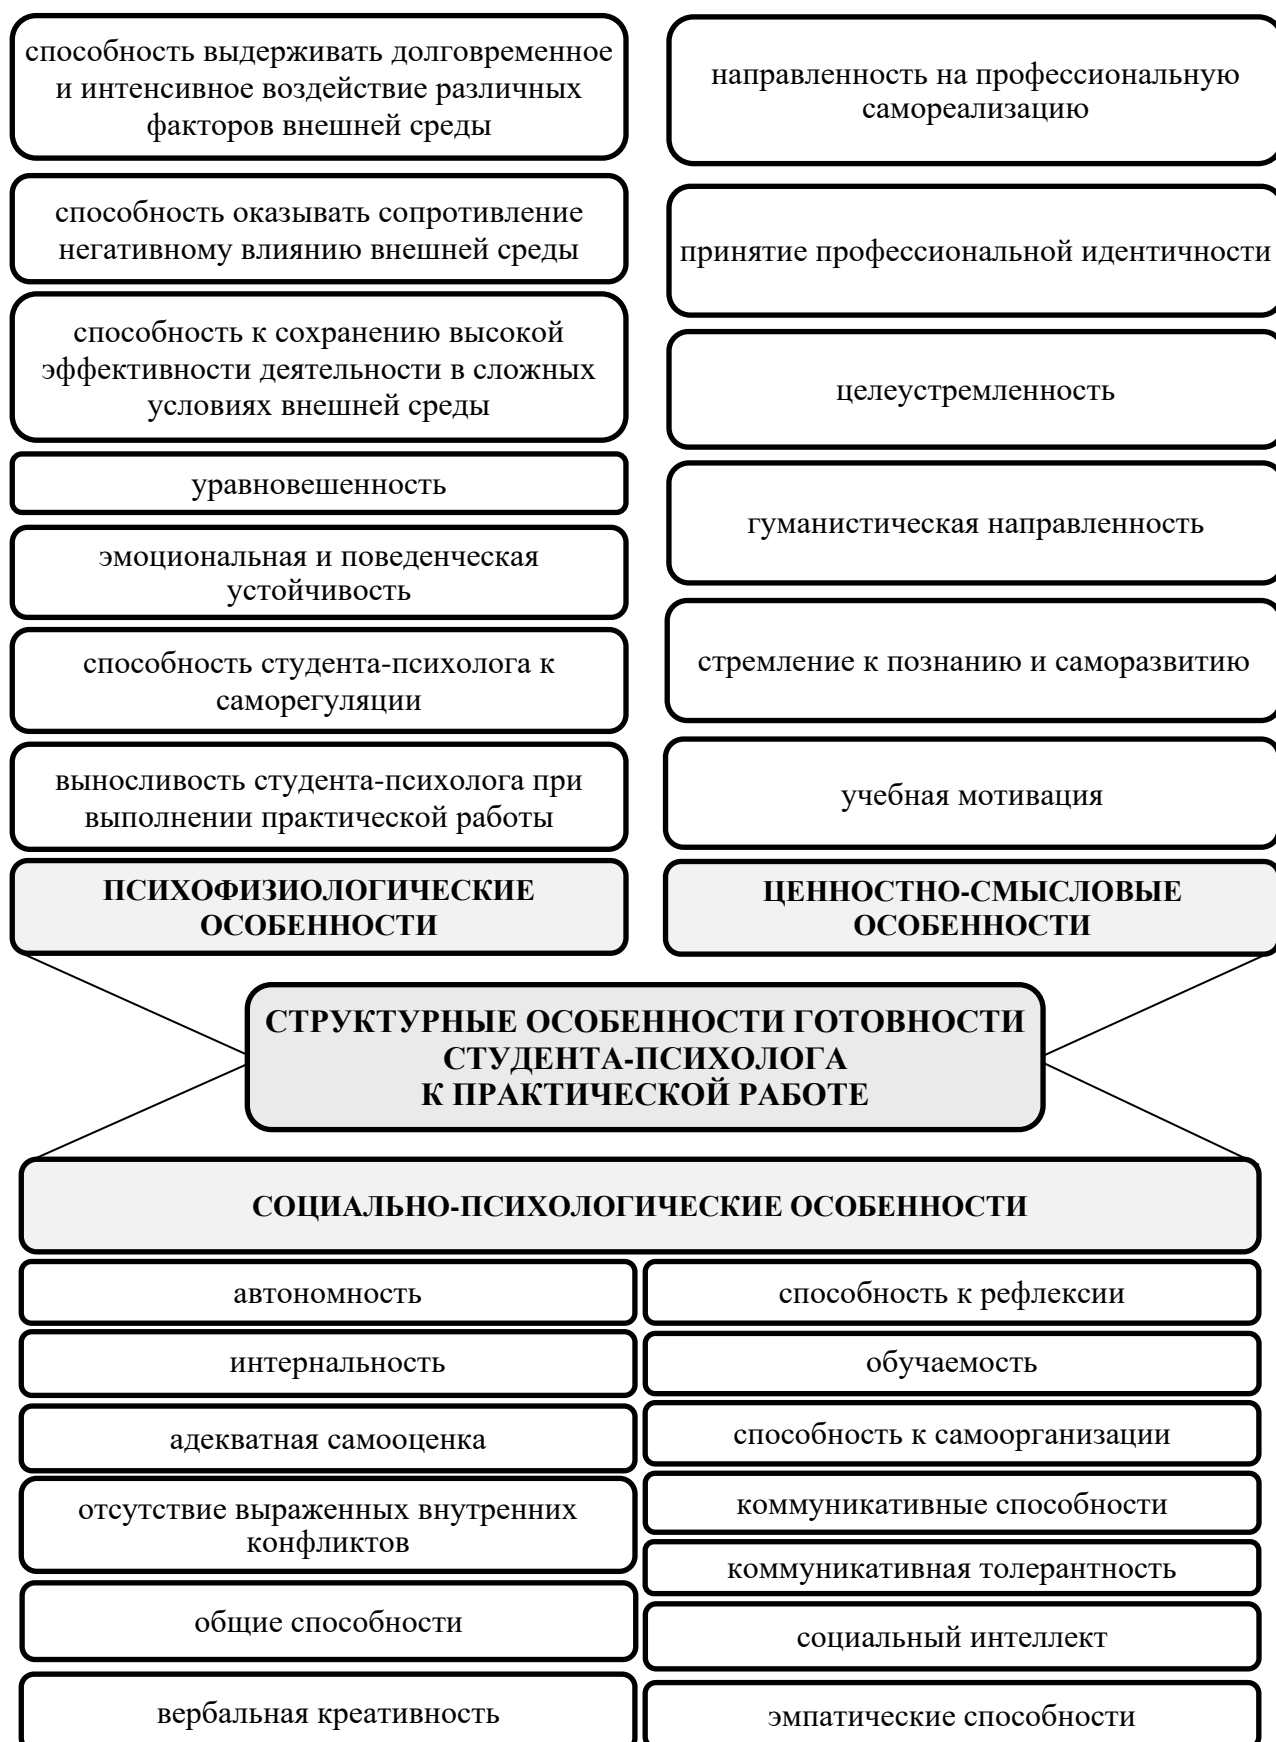 способность выдерживать долговременное
и интенсивное воздействие различных
факторов внешней среды
способность оказывать сопротивление
негативному влиянию внешней среды
способность к сохранению высокой
эффективности деятельности в сложных
условиях внешней среды
уравновешенность
эмоциональная и поведенческая
устойчивость
способность студента-психолога к
саморегуляции
выносливость студента-психолога при
выполнении практической работы
ПСИХОФИЗИОЛОГИЧЕСКИЕ
ОСОБЕННОСТИ
направленность на профессиональную
самореализацию
принятие профессиональной идентичности
целеустремленность
гуманистическая направленность
стремление к познанию и саморазвитию
учебная мотивация
ЦЕННОСТНО-СМЫСЛОВЫЕ
ОСОБЕННОСТИ
СТРУКТУРНЫЕ ОСОБЕННОСТИ ГОТОВНОСТИ
СТУДЕНТА-ПСИХОЛОГА
К ПРАКТИЧЕСКОЙ РАБОТЕ
СОЦИАЛЬНО-ПСИХОЛОГИЧЕСКИЕ ОСОБЕННОСТИ
автономность
интернальность
адекватная самооценка
отсутствие выраженных внутренних
конфликтов
общие способности
вербальная креативность
способность к рефлексии
обучаемость
способность к самоорганизации
коммуникативные способности
коммуникативная толерантность
социальный интеллект
эмпатические способности